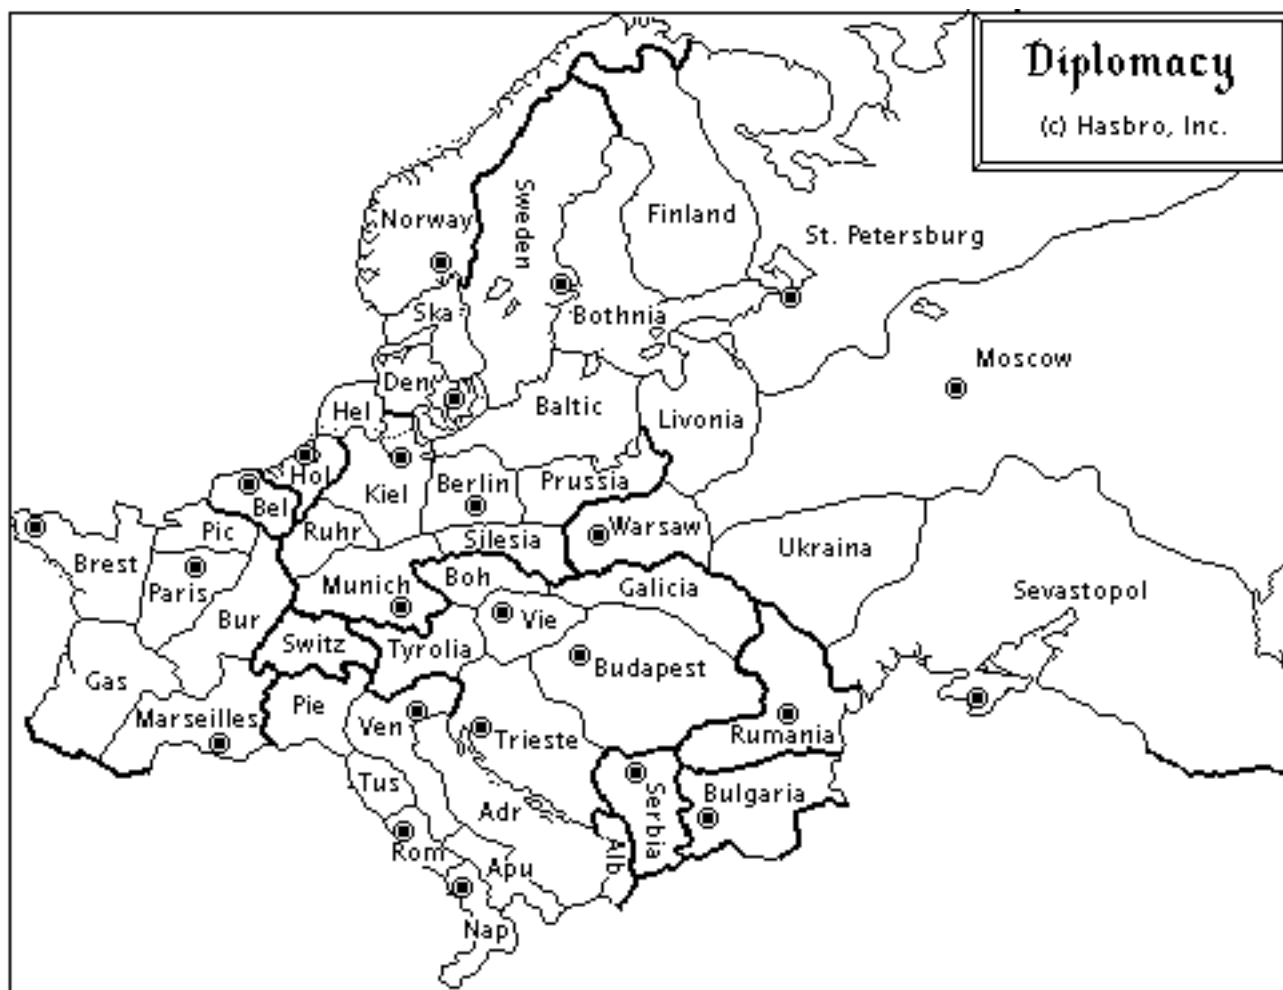 Diplomacy
(c) Hasbro, Inc.
Norway
Sweden
Finland
St. Petersburg
Ska
Bothnia
Moscow
Den
Hel
Baltic
Livonia
Hol
Bel
Kiel
Berlin
Prussia
Pic
Ruhr
Silesia
Warsaw
Ukraina
Brest
Paris
Munich
Boh
Galicia
Sevastopol
Bur
Vie
Switz
Tyrolia
Budapest
Gas
Marseilles
Pie
Ven
Trieste
Rumania
Tus
Adr
Serbia
Bulgaria
Rom
Apu
Alb
Nap